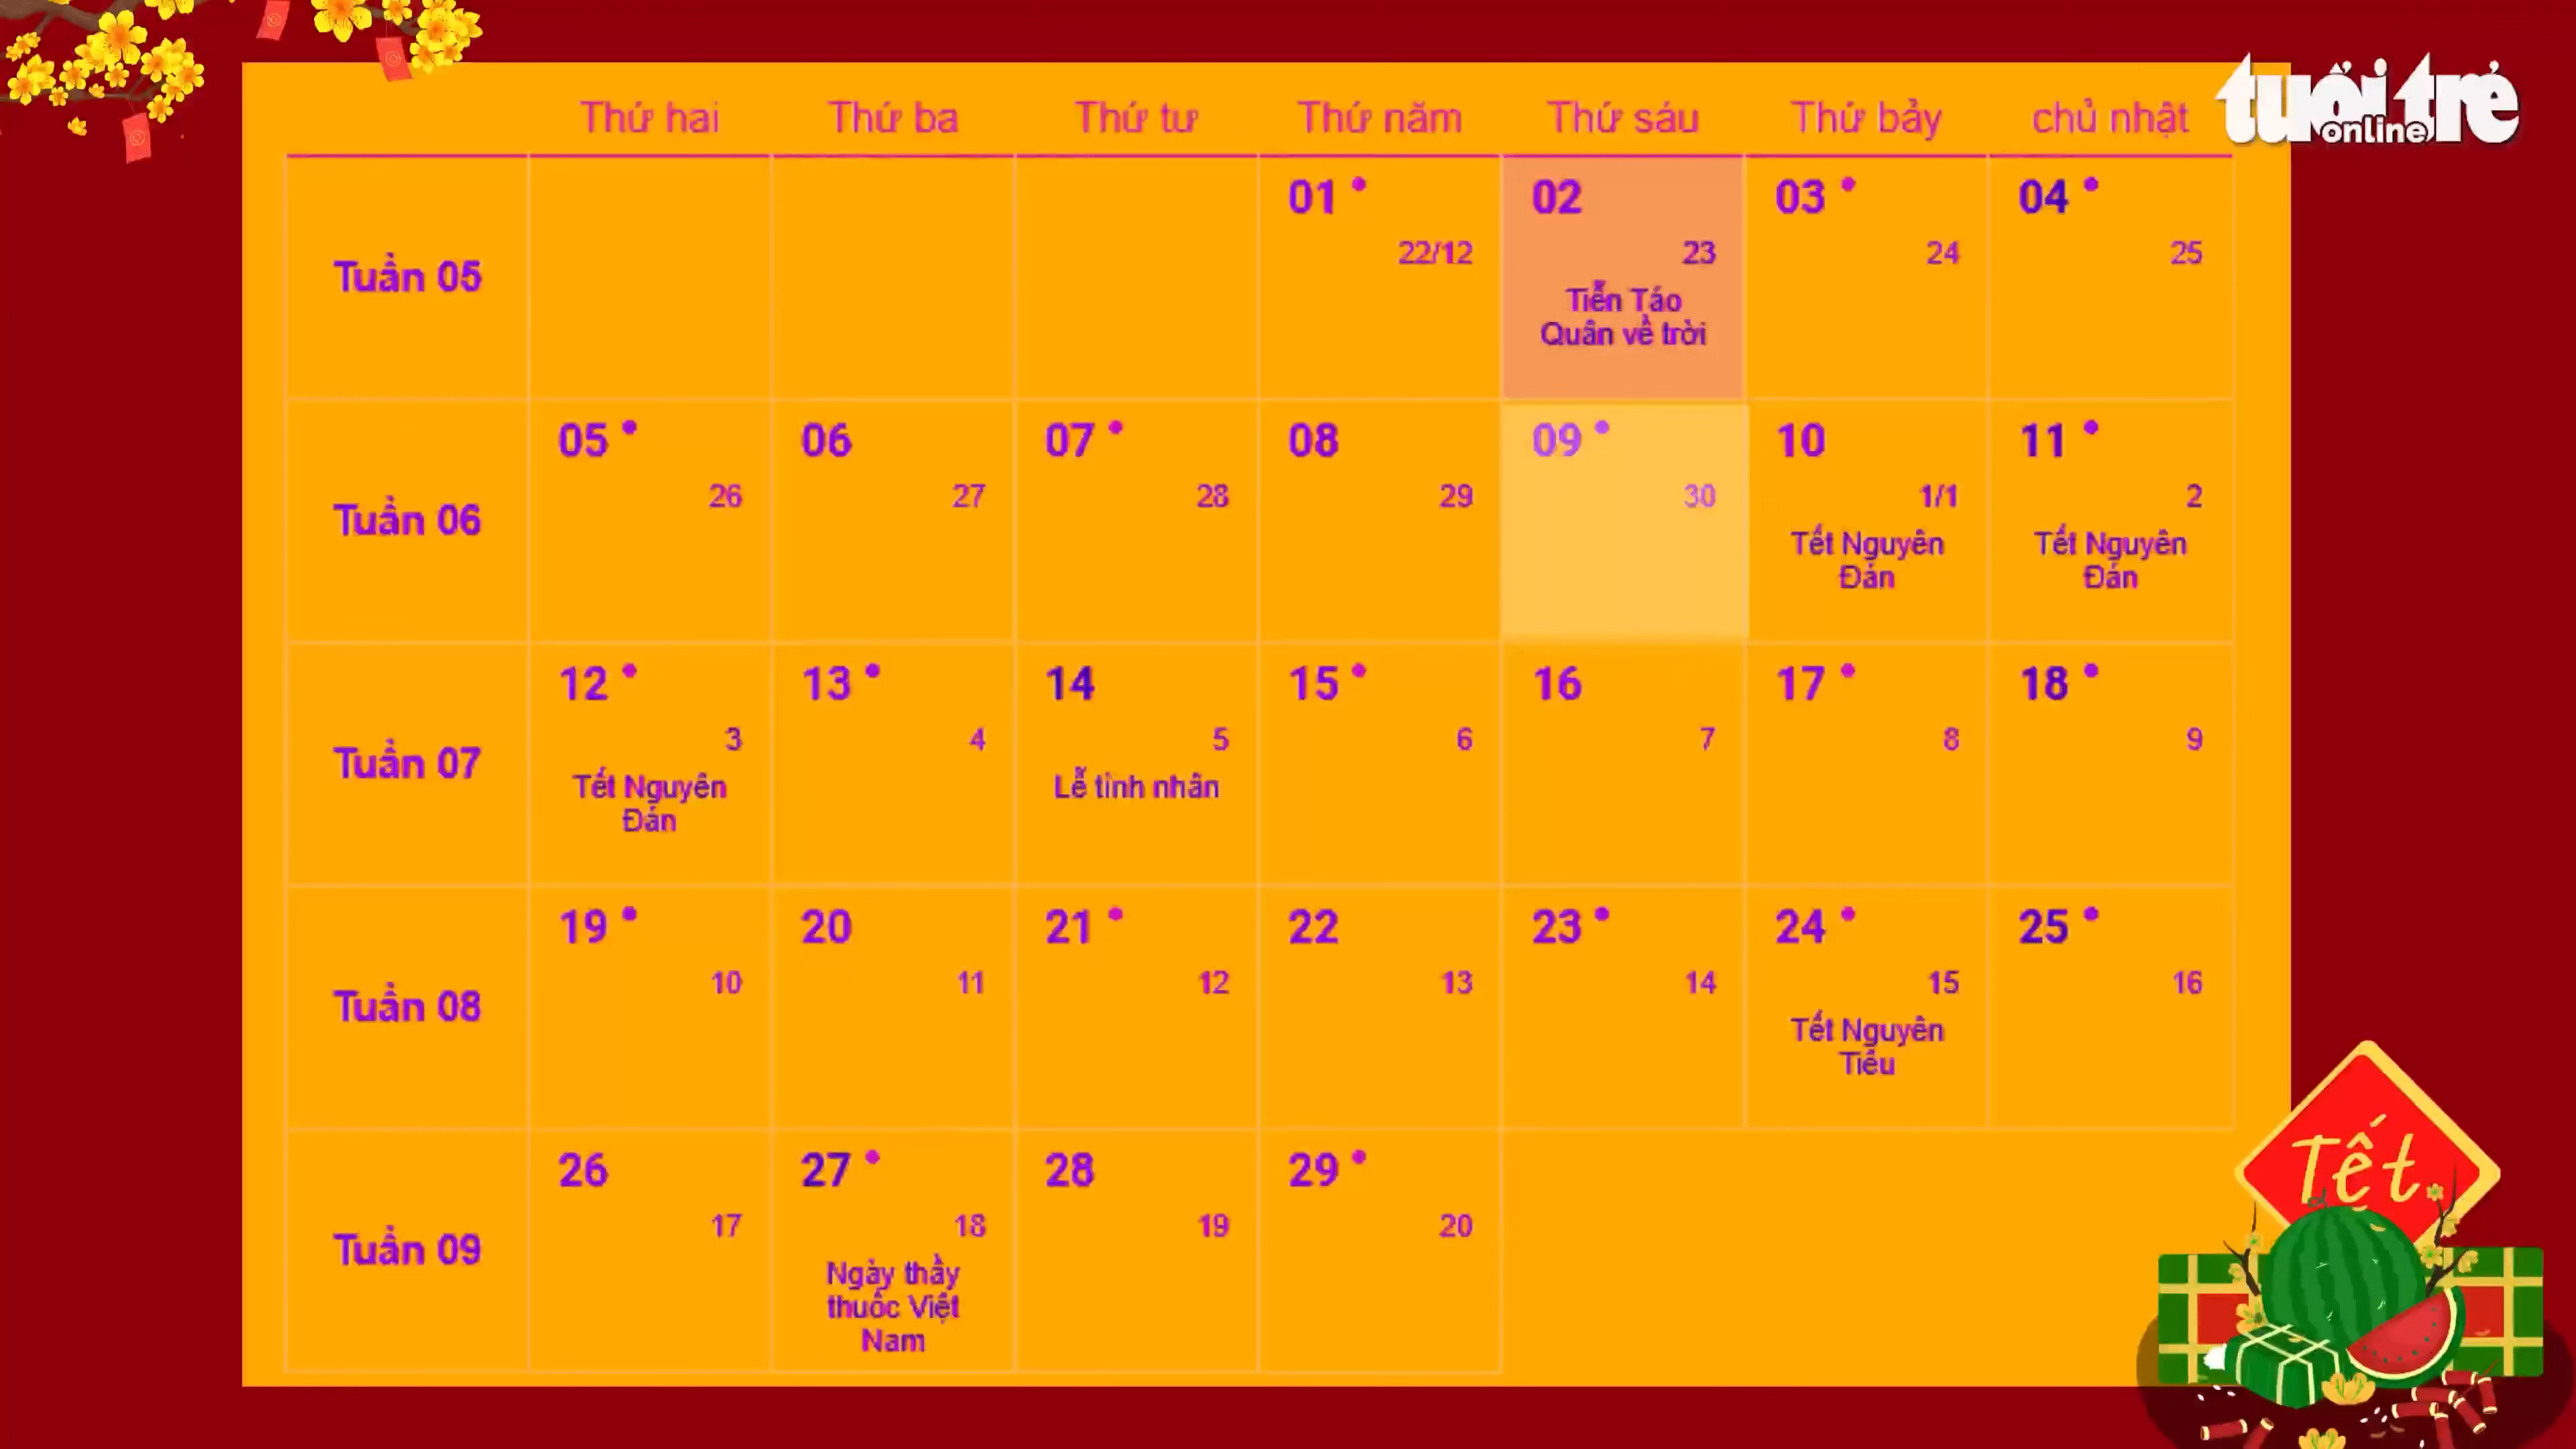 tuổi trẻ
online
Thứ hai Thứ ba Thứ tư Thứ năm Thứ sáu Thứ bảy chủ nhật
Tuần 05
01
22/12
02
23
Tiễn Táo
Quân về trời
03
24
04
25
Tuần 06
05
26
06
27
07
28
08
29
09
30
10
1/1
Tết Nguyên
Đán
11
2
Tết Nguyên
Đán
Tuần 07
12
3
Tết Nguyên
Đán
13
4
14
5
Lễ tình nhân
15
6
16
7
17
8
18
9
Tuần 08
19
10
20
11
21
12
22
13
23
14
24
15
Tết Nguyên
Tiêu
25
16
Tuần 09
26
17
27
18
Ngày thầy
thuốc Việt
Nam
28
19
29
20
Tết